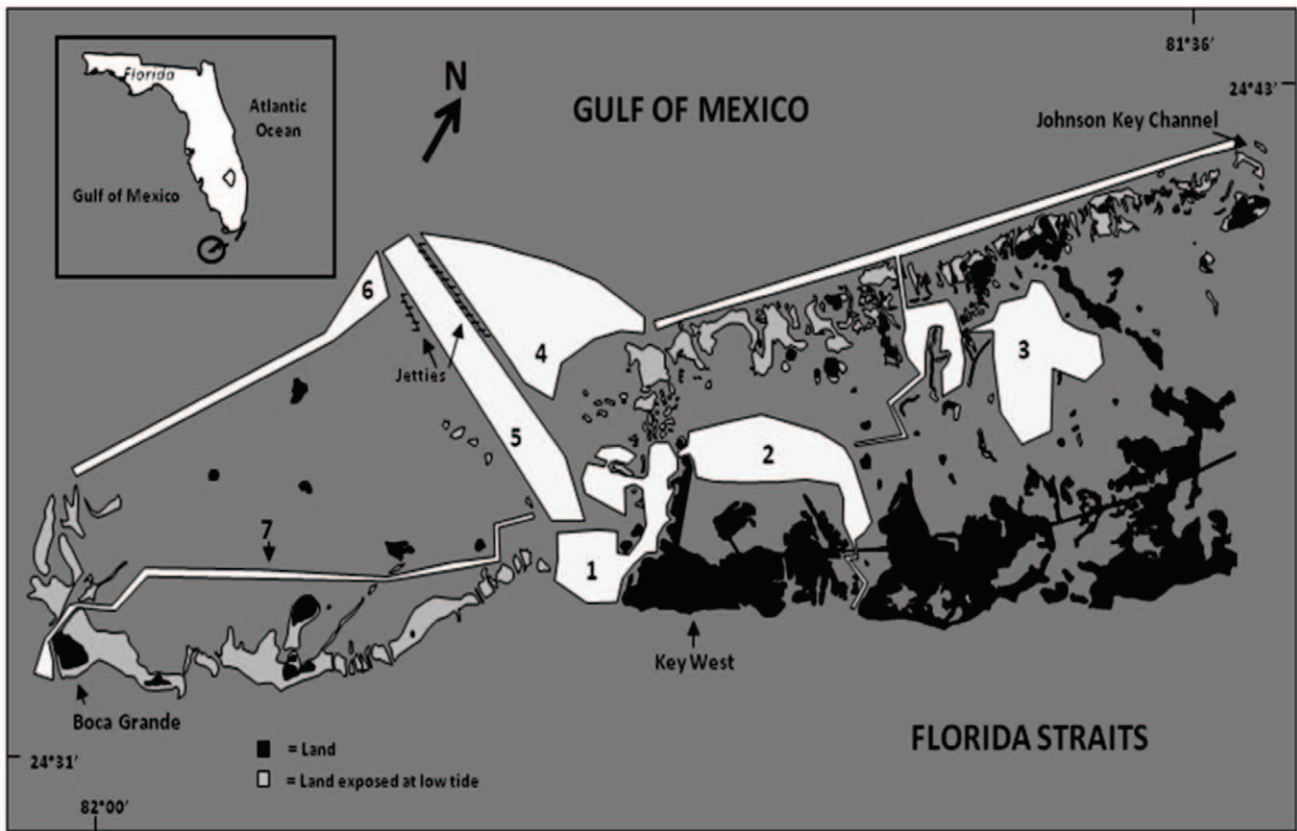 81°36′
24°43′
Florida
Atlantic
Ocean
Gulf of Mexico
N
GULF OF MEXICO
Johnson Key Channel
6
4
3
Jetties
5
2
7
1
Key West
Boca Grande
FLORIDA STRAITS
= Land
= Land exposed at low tide
24°31′
82°00′